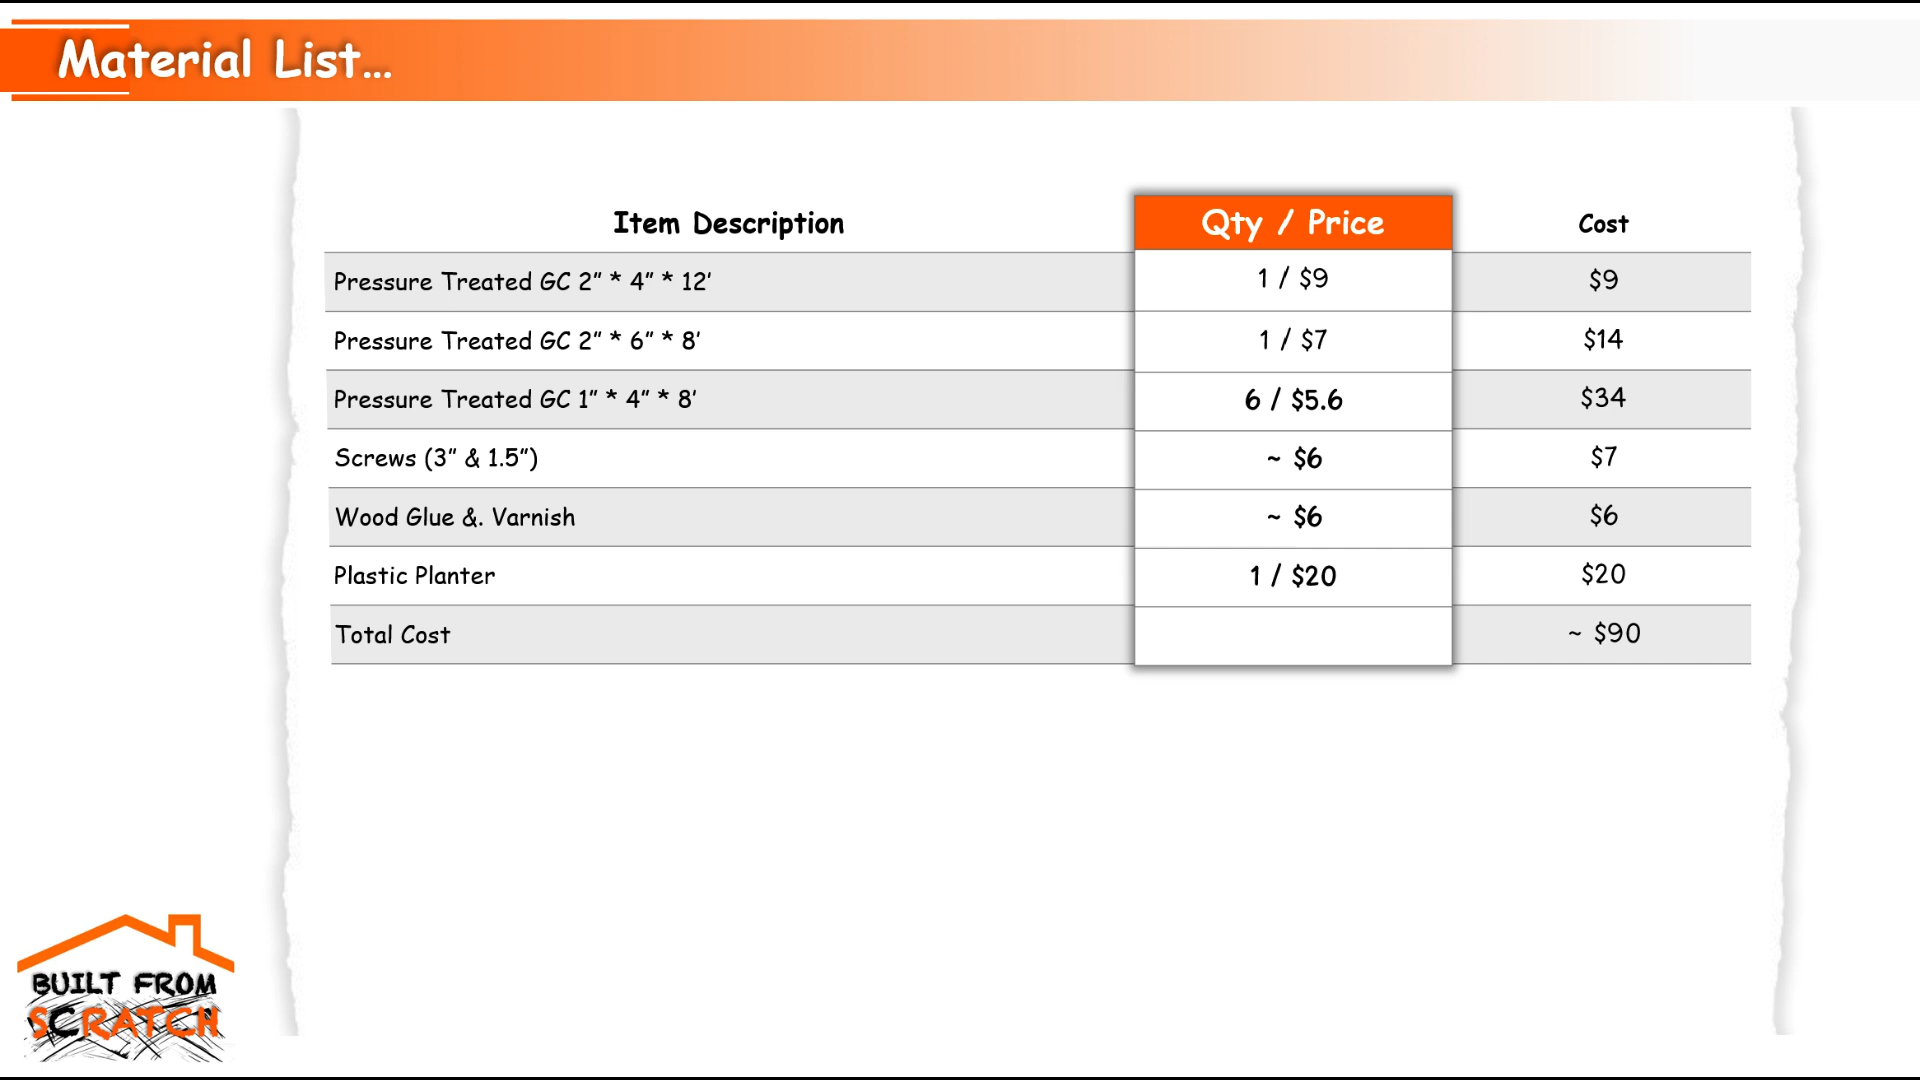 Material List...
Item Description Qty / Price Cost
Pressure Treated GC 2” * 4” * 12’ 1 / $9 $9
Pressure Treated GC 2” * 6” * 8’ 1 / $7 $14
Pressure Treated GC 1” * 4” * 8’ 6 / $5.6 $34
Screws (3” & 1.5”) ~ $6 $7
Wood Glue &. Varnish ~ $6 $6
Plastic Planter 1 / $20 $20
Total Cost ~ $90
BUILT FROM
SCRATCH